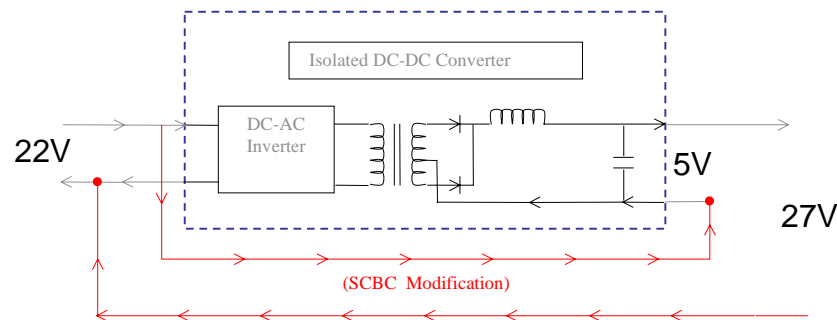 Isolated DC-DC Converter
DC-AC
Inverter
22V
5V
27V
(SCBC Modification)